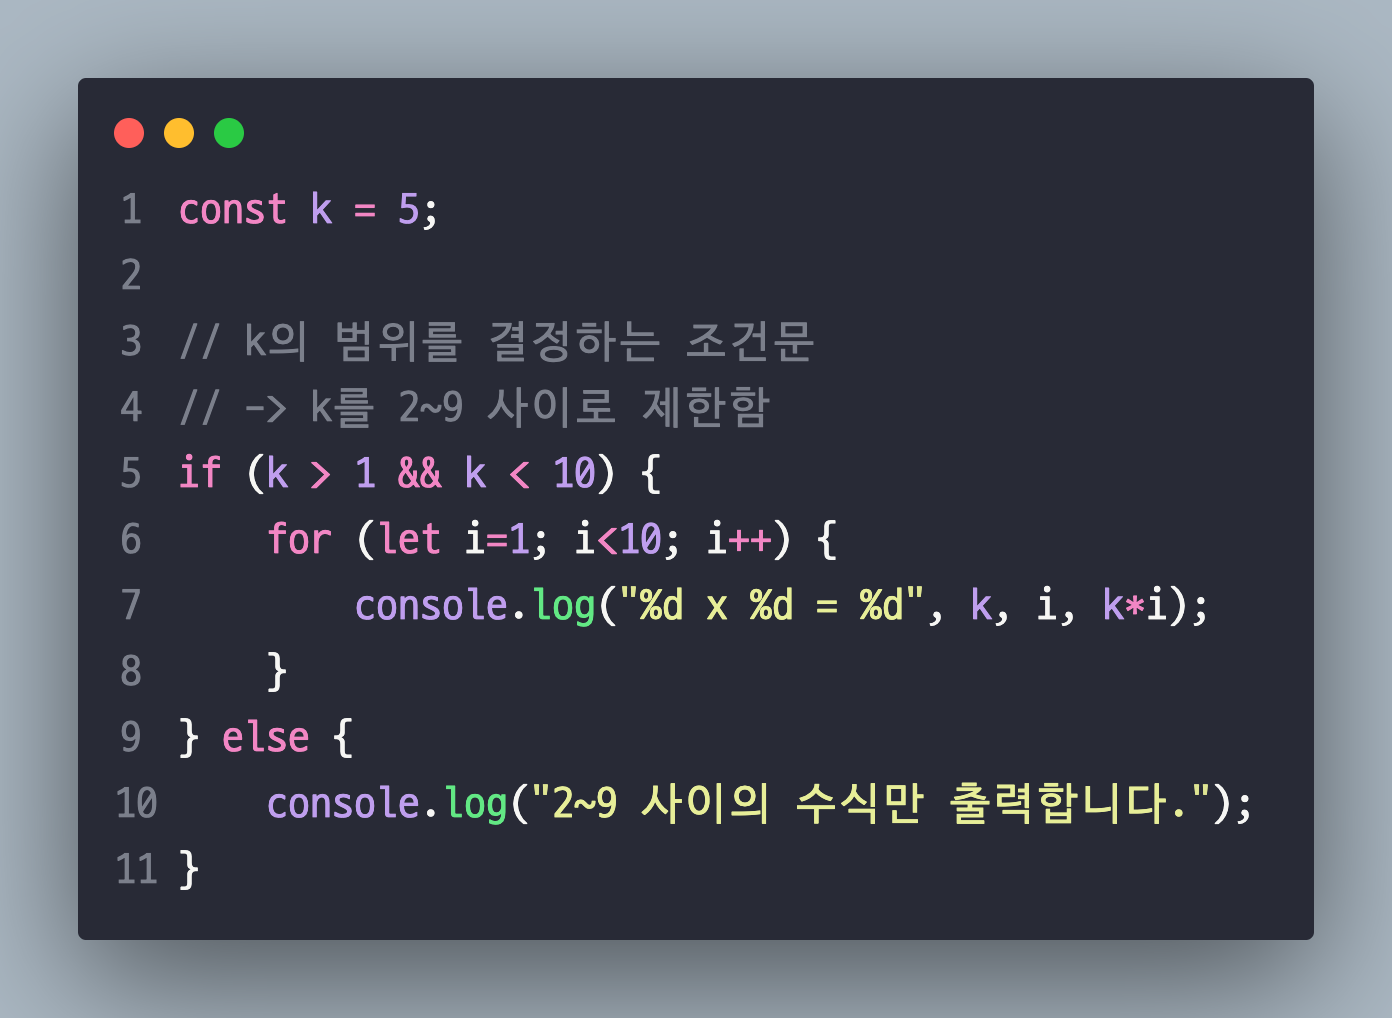 1 const k = 5;
2
3 // k의 범위를 결정하는 조건문
4 // -> k를 2~9 사이로 제한함
5 if (k > 1 && k < 10) {
6     for (let i=1; i<10; i++) {
7         console.log("%d x %d = %d", k, i, k*i);
8     }
9 } else {
10     console.log("2~9 사이의 수식만 출력합니다.");
11 }